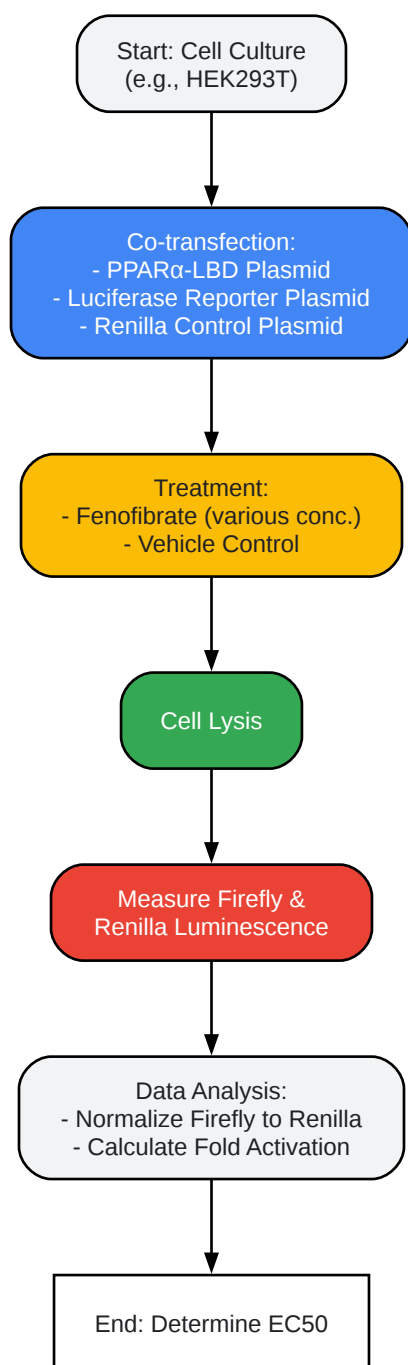 Start: Cell Culture
(e.g., HEK293T)
Co-transfection:
- PPARα-LBD Plasmid
- Luciferase Reporter Plasmid
- Renilla Control Plasmid
Treatment:
- Fenofibrate (various conc.)
- Vehicle Control
Cell Lysis
Measure Firefly &
Renilla Luminescence
Data Analysis:
- Normalize Firefly to Renilla
- Calculate Fold Activation
End: Determine EC50